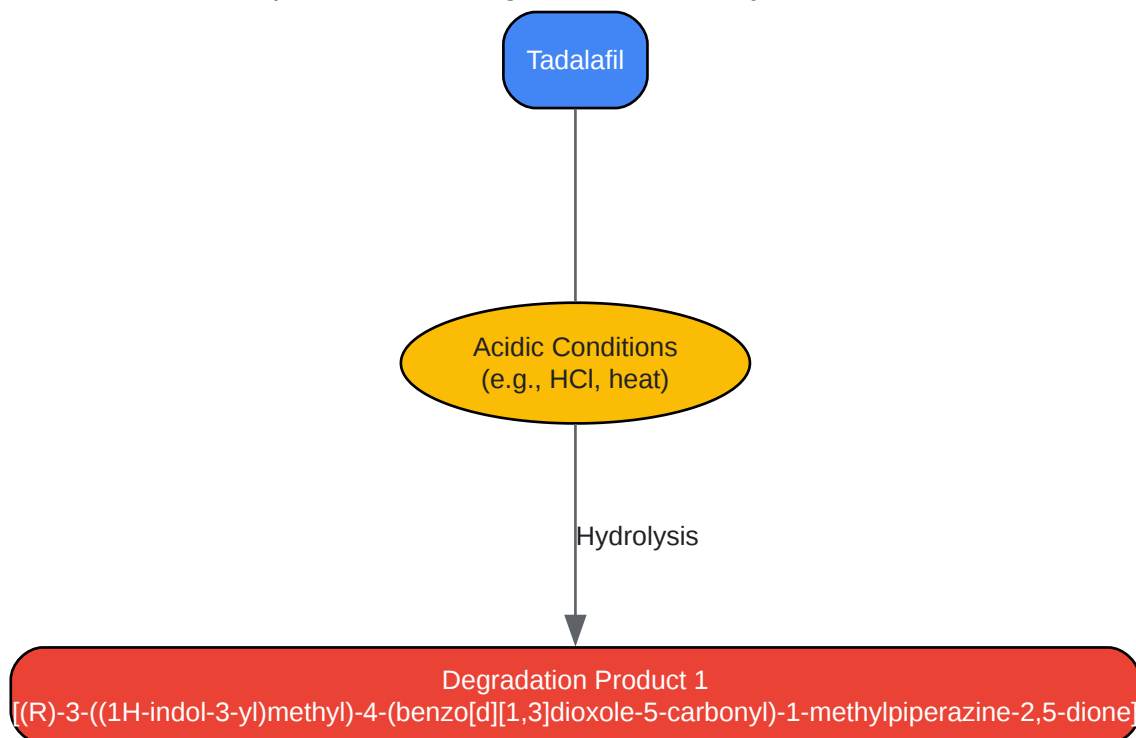 Tadalafil
Acidic Conditions
(e.g., HCl, heat)
Hydrolysis
Degradation Product 1
[(R)-3-((1H-indol-3-yl)methyl)-4-(benzo[d][1,3]dioxole-5-carbonyl)-1-methylpiperazine-2,5-dione]